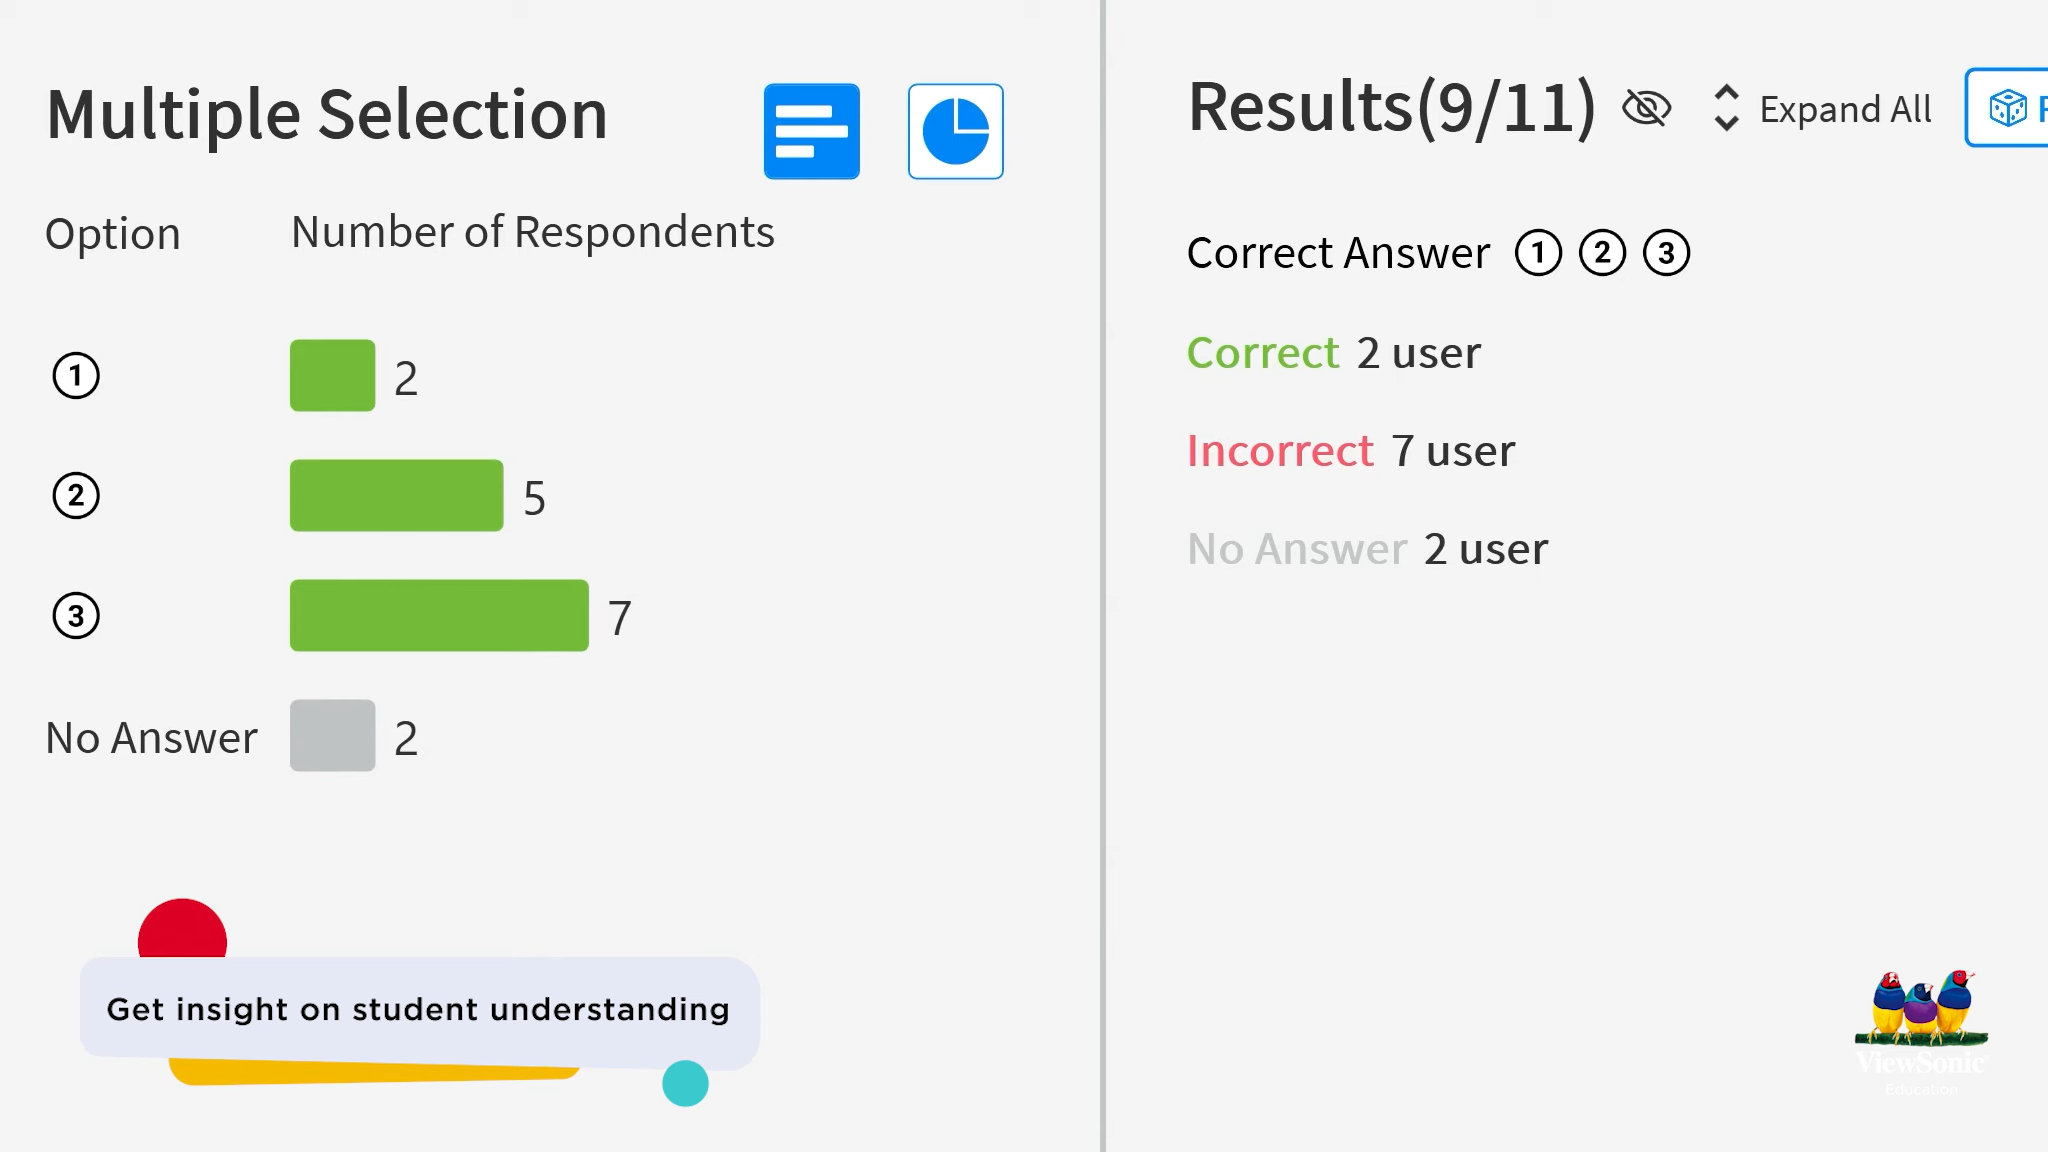 Multiple Selection
Option Number of Respondents
1 2
2 5
3 7
No Answer 2
Get insight on student understanding
Results(9/11) Expand All
Correct Answer 1 2 3
Correct 2 user
Incorrect 7 user
No Answer 2 user
ViewSonic
Education